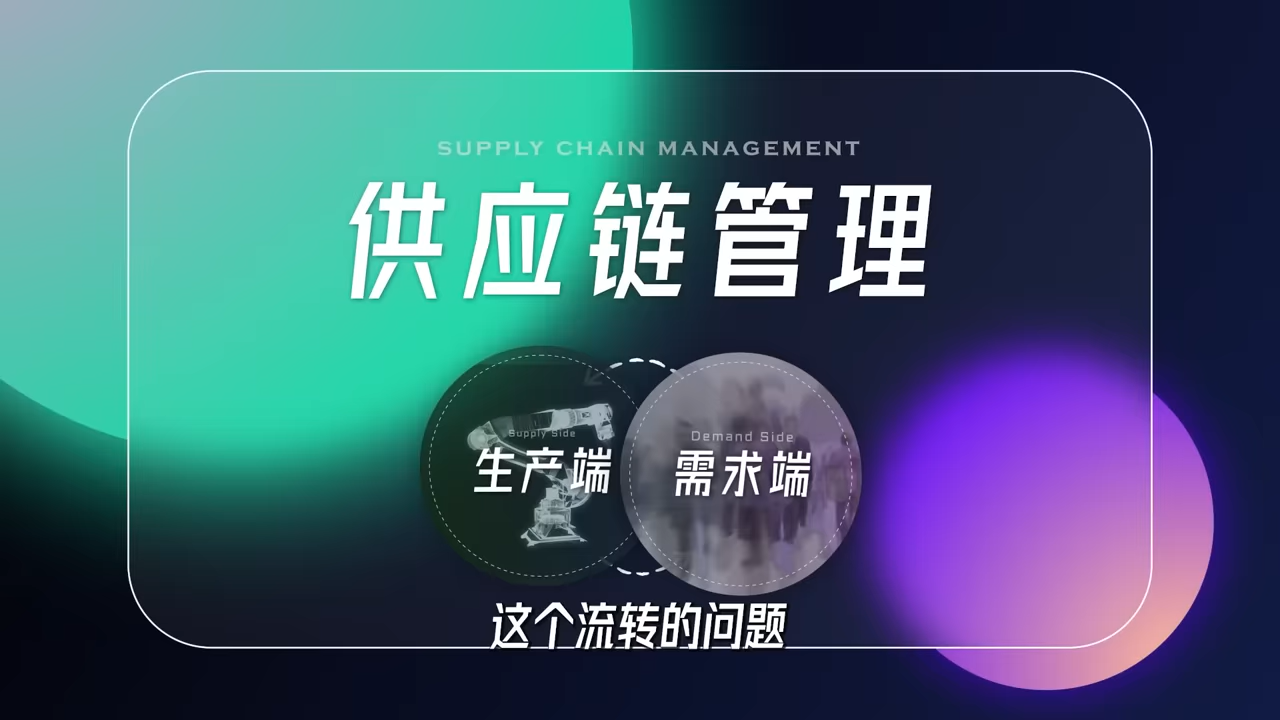 SUPPLY CHAIN MANAGEMENT
供应链管理
Supply Side
生产端
Demand Side
需求端
这个流转的问题